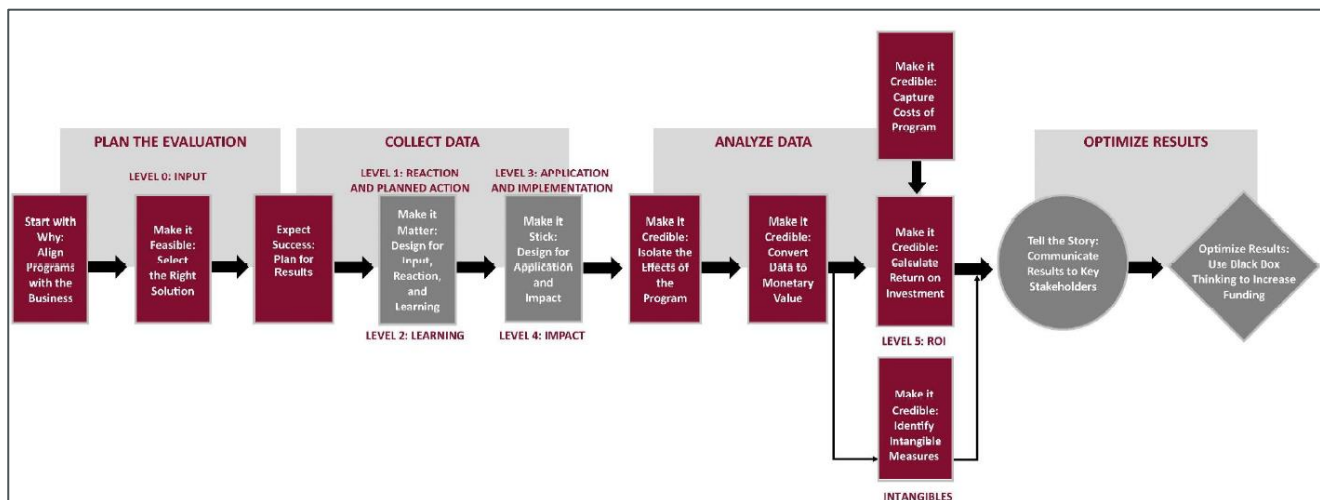 PLAN THE EVALUATION
COLLECT DATA
ANALYZE DATA
OPTIMIZE RESULTS
Make it
Credible:
Capture
Costs of
Program
LEVEL 0: INPUT
LEVEL 1: REACTION
AND PLANNED ACTION
LEVEL 3: APPLICATION
AND IMPLEMENTATION
Start with
Why:
Align
Programs
with the
Business
Make it
Feasible:
Select
the Right
Solution
Expect
Success:
Plan for
Results
Make it
Matter:
Design for
Input,
Reaction,
and
Learning
Make it
Stick:
Design for
Application
and
Impact
Make it
Credible:
Isolate the
Effects of
the
Program
Make it
Credible:
Convert
Data to
Monetary
Value
Make it
Credible:
Calculate
Return on
Investment
Tell the Story:
Communicate
Results to Key
Stakeholders
Optimize Results:
Use Black Box
Thinking to Increase
Funding
LEVEL 2: LEARNING
LEVEL 4: IMPACT
LEVEL 5: ROI
Make it
Credible:
Identify
Intangible
Measures
INTANGIBLES